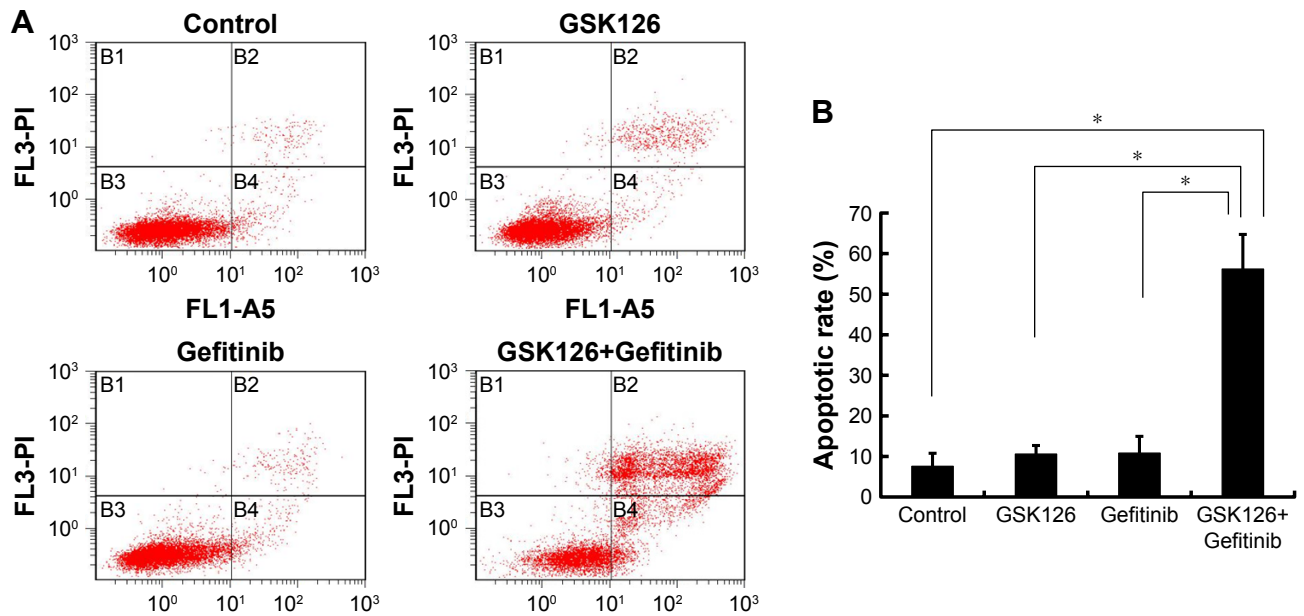 A
Control
10³
10²
10¹
10⁰
FL3-PI
B1
B2
B3
B4
10⁰ 10¹ 10² 10³
FL1-A5
GSK126
10³
10²
10¹
10⁰
FL3-PI
B1
B2
B3
B4
10⁰ 10¹ 10² 10³
FL1-A5
Gefitinib
10³
10²
10¹
10⁰
FL3-PI
B1
B2
B3
B4
10⁰ 10¹ 10² 10³
GSK126+Gefitinib
10³
10²
10¹
10⁰
FL3-PI
B1
B2
B3
B4
10⁰ 10¹ 10² 10³
B
*
*
*
Apoptotic rate (%)
70
60
50
40
30
20
10
0
Control
GSK126
Gefitinib
GSK126+
Gefitinib